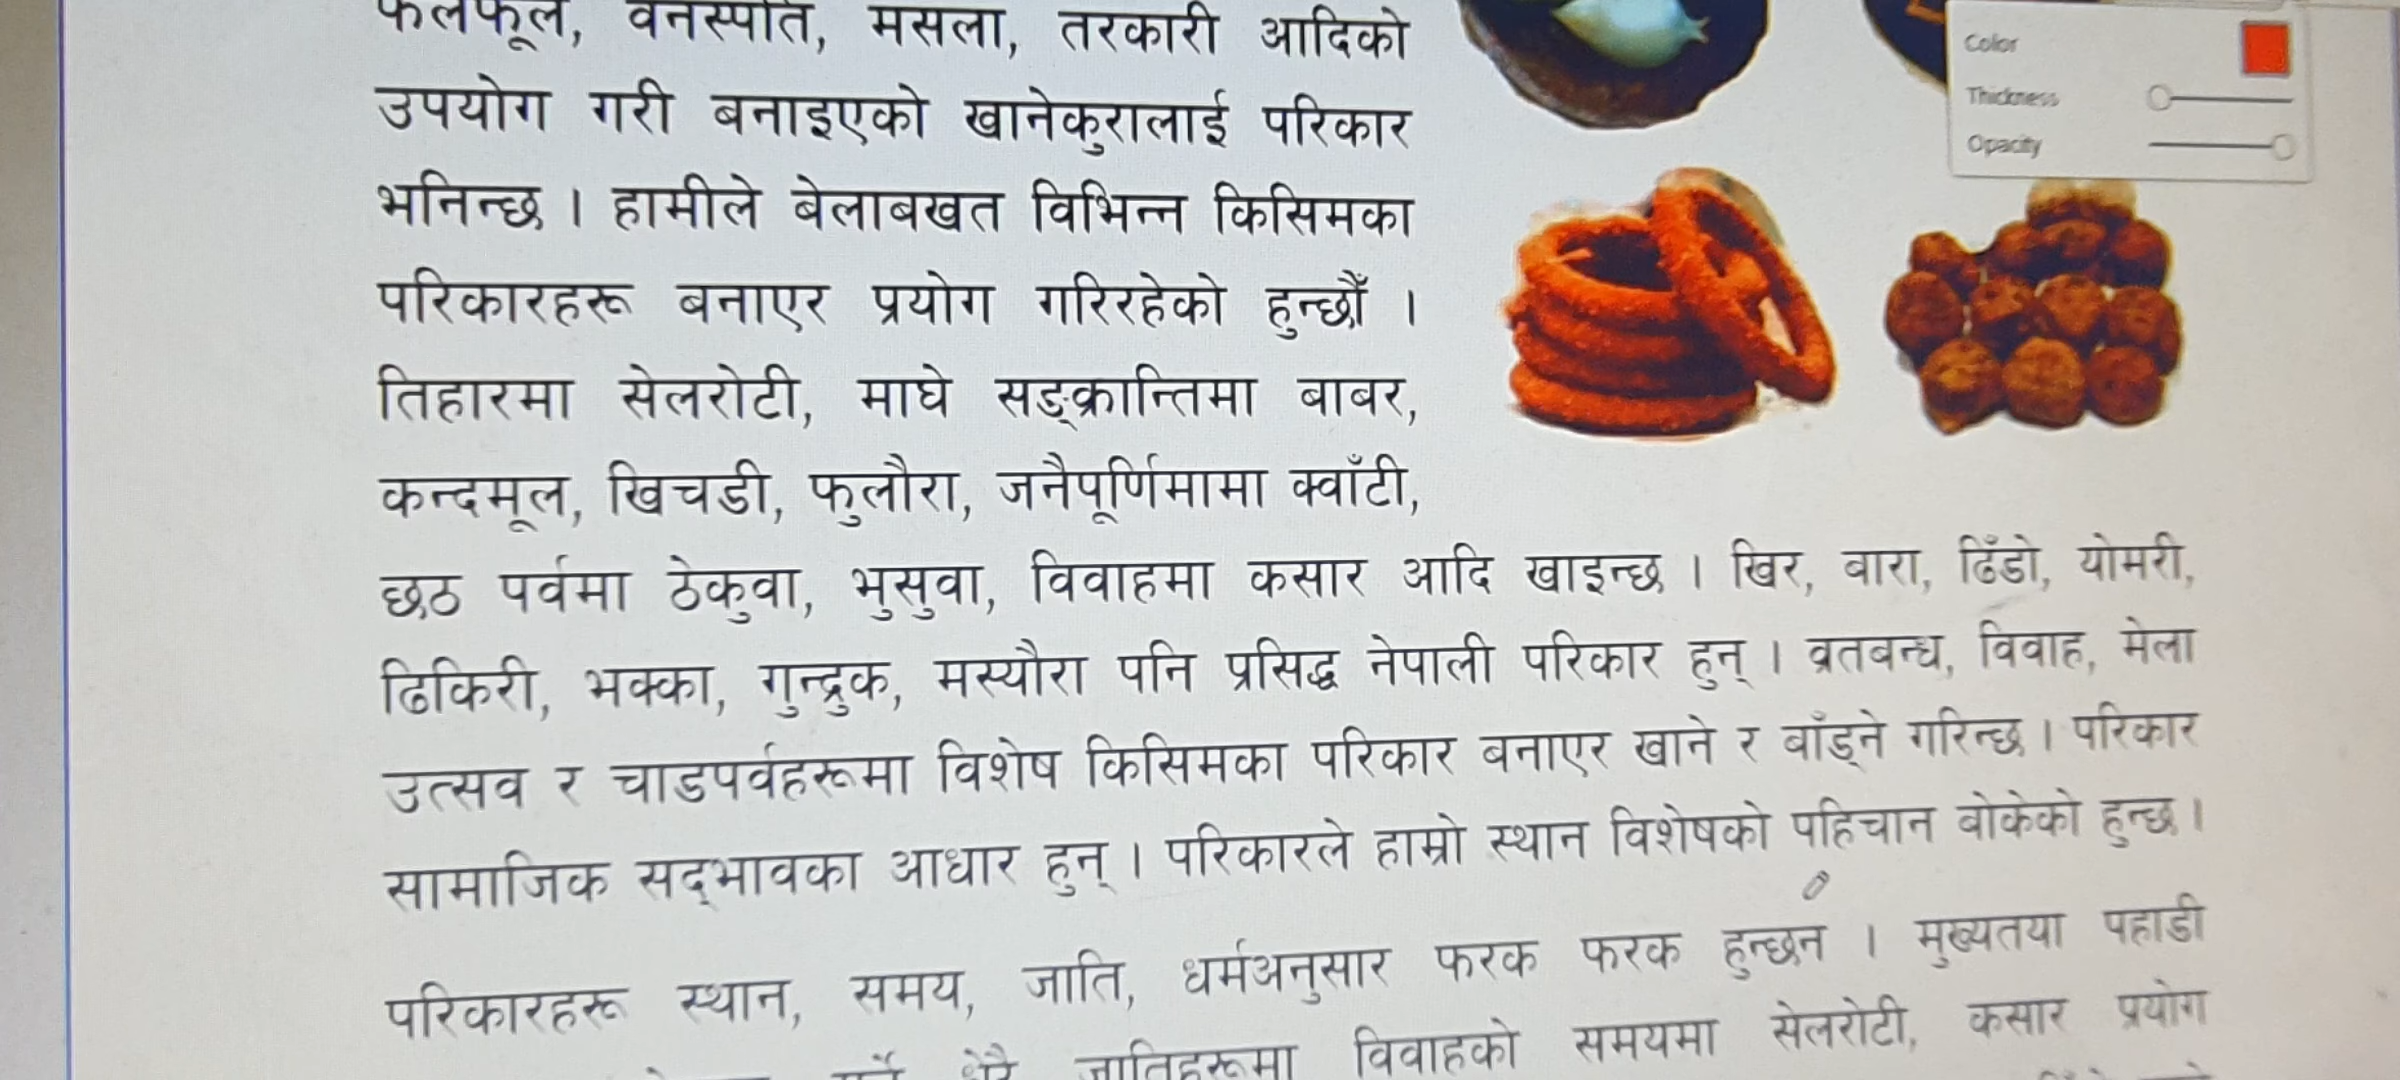 फलफूल, वनस्पति, मसला, तरकारी आदिको
Color
उपयोग गरी बनाइएको खानेकुरालाई परिकार
Thickness
Opacity
भनिन्छ । हामीले बेलाबखत विभिन्न किसिमका
परिकारहरू बनाएर प्रयोग गरिरहेको हुन्छौँ ।
तिहारमा सेलरोटी, माघे सङ्क्रान्तिमा बाबर,
कन्दमूल, खिचडी, फुलौरा, जनैपूर्णिमामा क्वाँटी,
छठ पर्वमा ठेकुवा, भुसुवा, विवाहमा कसार आदि खाइन्छ । खिर, बारा, ढिँडो, योमरी,
ढिकिरी, भक्का, गुन्द्रुक, मस्यौरा पनि प्रसिद्ध नेपाली परिकार हुन् । व्रतबन्ध, विवाह, मेला
उत्सव र चाडपर्वहरूमा विशेष किसिमका परिकार बनाएर खाने र बाँड्ने गरिन्छ । परिकार
सामाजिक सद्भावका आधार हुन् । परिकारले हाम्रो स्थान विशेषको पहिचान बोकेको हुन्छ ।
परिकारहरू स्थान, समय, जाति, धर्मअनुसार फरक फरक हुन्छन ।  मुख्यतया पहाडी
जातिहरूमा विवाहको समयमा सेलरोटी, कसार प्रयोग